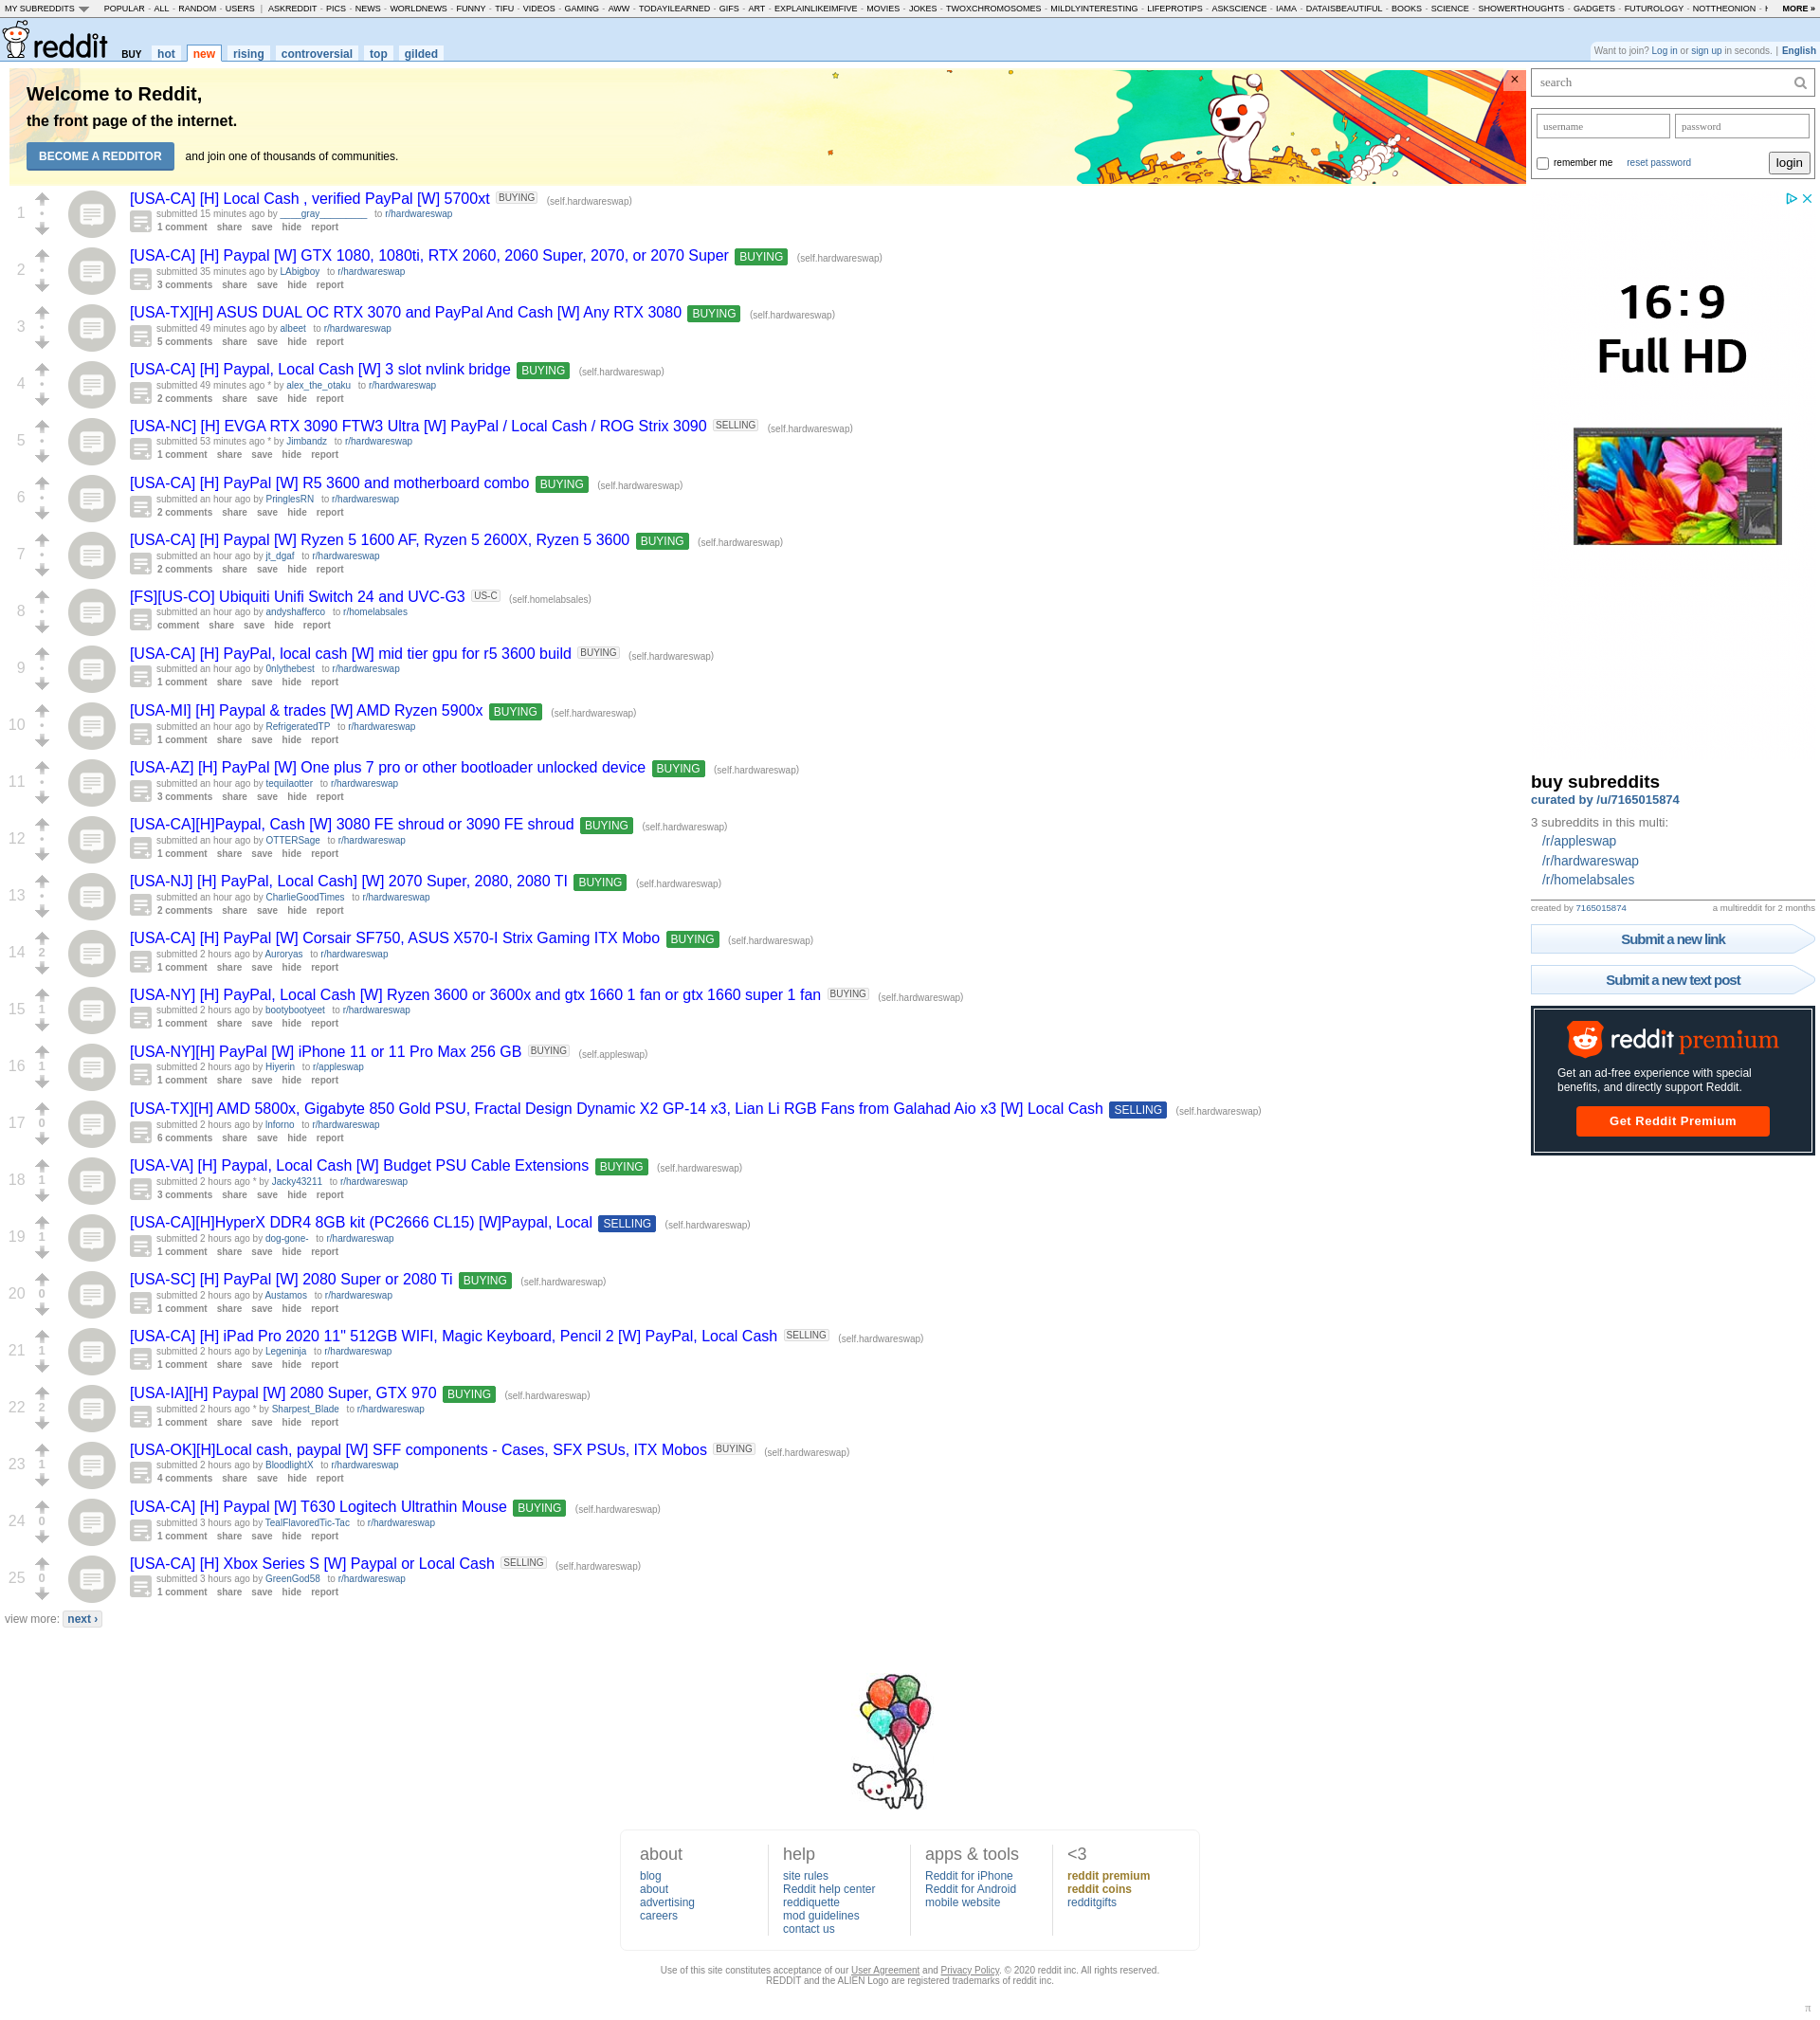 MY SUBREDDITS POPULAR - ALL - RANDOM - USERS | ASKREDDIT - PICS - NEWS - WORLDNEWS - FUNNY - TIFU - VIDEOS - GAMING - AWW - TODAYILEARNED - GIFS - ART - EXPLAINLIKEIMFIVE - MOVIES - JOKES - TWOXCHROMOSOMES - MILDLYINTERESTING - LIFEPROTIPS - ASKSCIENCE - IAMA - DATAISBEAUTIFUL - BOOKS - SCIENCE - SHOWERTHOUGHTS - GADGETS - FUTUROLOGY - NOTTHEONION - MORE »
reddit BUY hot new rising controversial top gilded
Want to join? Log in or sign up in seconds. | English
Welcome to Reddit,
the front page of the internet.
BECOME A REDDITOR and join one of thousands of communities.
×
search
username password
remember me reset password login
1 [USA-CA] [H] Local Cash , verified PayPal [W] 5700xt BUYING (self.hardwareswap)
submitted 15 minutes ago by ____gray_________ to r/hardwareswap
1 comment share save hide report
2 [USA-CA] [H] Paypal [W] GTX 1080, 1080ti, RTX 2060, 2060 Super, 2070, or 2070 Super BUYING (self.hardwareswap)
submitted 35 minutes ago by LAbigboy to r/hardwareswap
3 comments share save hide report
3 [USA-TX][H] ASUS DUAL OC RTX 3070 and PayPal And Cash [W] Any RTX 3080 BUYING (self.hardwareswap)
submitted 49 minutes ago by albeet to r/hardwareswap
5 comments share save hide report
4 [USA-CA] [H] Paypal, Local Cash [W] 3 slot nvlink bridge BUYING (self.hardwareswap)
submitted 49 minutes ago * by alex_the_otaku to r/hardwareswap
2 comments share save hide report
5 [USA-NC] [H] EVGA RTX 3090 FTW3 Ultra [W] PayPal / Local Cash / ROG Strix 3090 SELLING (self.hardwareswap)
submitted 53 minutes ago * by Jimbandz to r/hardwareswap
1 comment share save hide report
6 [USA-CA] [H] PayPal [W] R5 3600 and motherboard combo BUYING (self.hardwareswap)
submitted an hour ago by PringlesRN to r/hardwareswap
2 comments share save hide report
7 [USA-CA] [H] Paypal [W] Ryzen 5 1600 AF, Ryzen 5 2600X, Ryzen 5 3600 BUYING (self.hardwareswap)
submitted an hour ago by jt_dgaf to r/hardwareswap
2 comments share save hide report
8 [FS][US-CO] Ubiquiti Unifi Switch 24 and UVC-G3 US-C (self.homelabsales)
submitted an hour ago by andyshafferco to r/homelabsales
comment share save hide report
9 [USA-CA] [H] PayPal, local cash [W] mid tier gpu for r5 3600 build BUYING (self.hardwareswap)
submitted an hour ago by 0nlythebest to r/hardwareswap
1 comment share save hide report
10 [USA-MI] [H] Paypal & trades [W] AMD Ryzen 5900x BUYING (self.hardwareswap)
submitted an hour ago by RefrigeratedTP to r/hardwareswap
1 comment share save hide report
11 [USA-AZ] [H] PayPal [W] One plus 7 pro or other bootloader unlocked device BUYING (self.hardwareswap)
submitted an hour ago by tequilaotter to r/hardwareswap
3 comments share save hide report
12 [USA-CA][H]Paypal, Cash [W] 3080 FE shroud or 3090 FE shroud BUYING (self.hardwareswap)
submitted an hour ago by OTTERSage to r/hardwareswap
1 comment share save hide report
13 [USA-NJ] [H] PayPal, Local Cash] [W] 2070 Super, 2080, 2080 TI BUYING (self.hardwareswap)
submitted an hour ago by CharlieGoodTimes to r/hardwareswap
2 comments share save hide report
14 2 [USA-CA] [H] PayPal [W] Corsair SF750, ASUS X570-I Strix Gaming ITX Mobo BUYING (self.hardwareswap)
submitted 2 hours ago by Auroryas to r/hardwareswap
1 comment share save hide report
15 1 [USA-NY] [H] PayPal, Local Cash [W] Ryzen 3600 or 3600x and gtx 1660 1 fan or gtx 1660 super 1 fan BUYING (self.hardwareswap)
submitted 2 hours ago by bootybootyeet to r/hardwareswap
1 comment share save hide report
16 1 [USA-NY][H] PayPal [W] iPhone 11 or 11 Pro Max 256 GB BUYING (self.appleswap)
submitted 2 hours ago by Hiyerin to r/appleswap
1 comment share save hide report
17 0 [USA-TX][H] AMD 5800x, Gigabyte 850 Gold PSU, Fractal Design Dynamic X2 GP-14 x3, Lian Li RGB Fans from Galahad Aio x3 [W] Local Cash SELLING (self.hardwareswap)
submitted 2 hours ago by Inforno to r/hardwareswap
6 comments share save hide report
18 1 [USA-VA] [H] Paypal, Local Cash [W] Budget PSU Cable Extensions BUYING (self.hardwareswap)
submitted 2 hours ago * by Jacky43211 to r/hardwareswap
3 comments share save hide report
19 1 [USA-CA][H]HyperX DDR4 8GB kit (PC2666 CL15) [W]Paypal, Local SELLING (self.hardwareswap)
submitted 2 hours ago by dog-gone- to r/hardwareswap
1 comment share save hide report
20 0 [USA-SC] [H] PayPal [W] 2080 Super or 2080 Ti BUYING (self.hardwareswap)
submitted 2 hours ago by Austamos to r/hardwareswap
1 comment share save hide report
21 1 [USA-CA] [H] iPad Pro 2020 11" 512GB WIFI, Magic Keyboard, Pencil 2 [W] PayPal, Local Cash SELLING (self.hardwareswap)
submitted 2 hours ago by Legeninja to r/hardwareswap
1 comment share save hide report
22 2 [USA-IA][H] Paypal [W] 2080 Super, GTX 970 BUYING (self.hardwareswap)
submitted 2 hours ago * by Sharpest_Blade to r/hardwareswap
1 comment share save hide report
23 1 [USA-OK][H]Local cash, paypal [W] SFF components - Cases, SFX PSUs, ITX Mobos BUYING (self.hardwareswap)
submitted 2 hours ago by BloodlightX to r/hardwareswap
4 comments share save hide report
24 0 [USA-CA] [H] Paypal [W] T630 Logitech Ultrathin Mouse BUYING (self.hardwareswap)
submitted 3 hours ago by TealFlavoredTic-Tac to r/hardwareswap
1 comment share save hide report
25 0 [USA-CA] [H] Xbox Series S [W] Paypal or Local Cash SELLING (self.hardwareswap)
submitted 3 hours ago by GreenGod58 to r/hardwareswap
1 comment share save hide report
view more: next ›
16:9
Full HD
buy subreddits
curated by /u/7165015874
3 subreddits in this multi:
/r/appleswap
/r/hardwareswap
/r/homelabsales
created by 7165015874 a multireddit for 2 months
Submit a new link
Submit a new text post
reddit premium
Get an ad-free experience with special
benefits, and directly support Reddit.
Get Reddit Premium
about
blog
about
advertising
careers
help
site rules
Reddit help center
reddiquette
mod guidelines
contact us
apps & tools
Reddit for iPhone
Reddit for Android
mobile website
<3
reddit premium
reddit coins
redditgifts
Use of this site constitutes acceptance of our User Agreement and Privacy Policy. © 2020 reddit inc. All rights reserved.
REDDIT and the ALIEN Logo are registered trademarks of reddit inc.
π